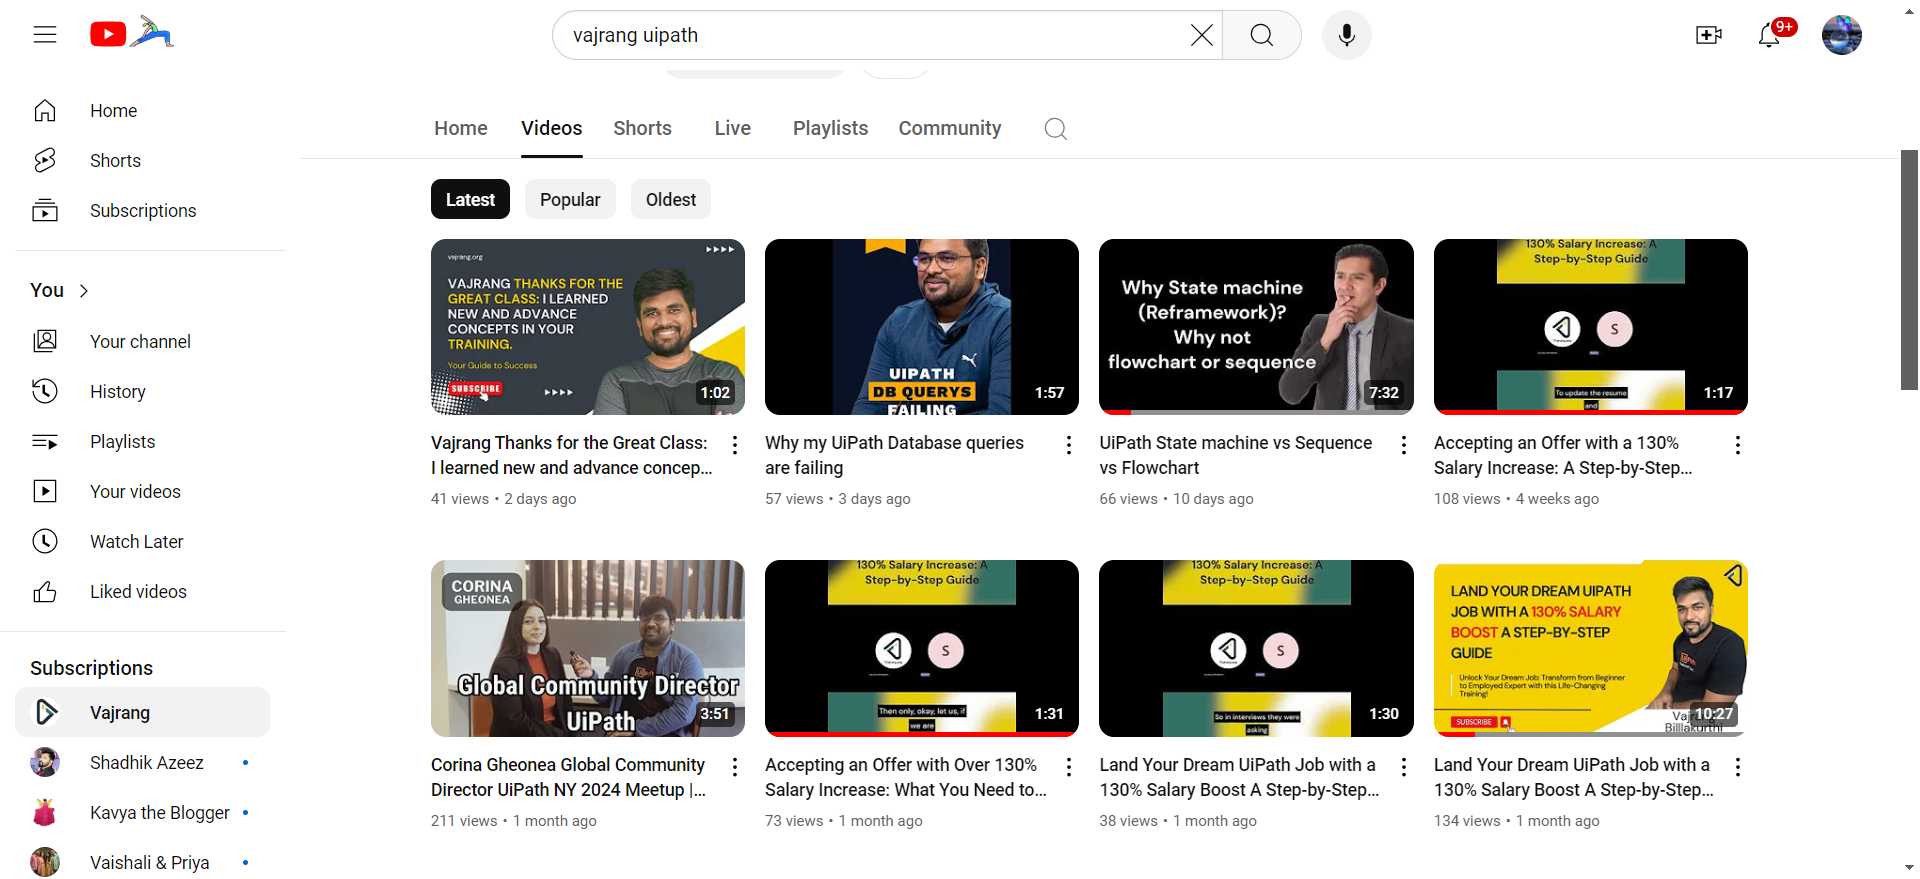 vajrang uipath
9+
Home
Shorts
Subscriptions
You
Your channel
History
Playlists
Your videos
Watch Later
Liked videos
Subscriptions
Vajrang
Shadhik Azeez
Kavya the Blogger
Vaishali & Priya
Home Videos Shorts Live Playlists Community
Latest Popular Oldest
vajrang.org
VAJRANG THANKS FOR THE
GREAT CLASS: I LEARNED
NEW AND ADVANCE
CONCEPTS IN YOUR
TRAINING.
Your Guide to Success
SUBSCRIBE
1:02
Vajrang Thanks for the Great Class:
I learned new and advance concep...
41 views • 2 days ago
UIPATH
DB QUERYS
FAILING
1:57
Why my UiPath Database queries
are failing
57 views • 3 days ago
Why State machine
(Reframework)?
Why not
flowchart or sequence
7:32
UiPath State machine vs Sequence
vs Flowchart
66 views • 10 days ago
130% Salary Increase: A
Step-by-Step Guide
S
To update the resume
and
1:17
Accepting an Offer with a 130%
Salary Increase: A Step-by-Step...
108 views • 4 weeks ago
CORINA
GHEONEA
Global Community Director
UiPath
3:51
Corina Gheonea Global Community
Director UiPath NY 2024 Meetup |...
211 views • 1 month ago
130% Salary Increase: A
Step-by-Step Guide
S
Then only, okay, let us, if
we are
1:31
Accepting an Offer with Over 130%
Salary Increase: What You Need to...
73 views • 1 month ago
130% Salary Increase: A
Step-by-Step Guide
S
So in interviews they were
asking
1:30
Land Your Dream UiPath Job with a
130% Salary Boost A Step-by-Step...
38 views • 1 month ago
LAND YOUR DREAM UIPATH
JOB WITH A 130% SALARY
BOOST A STEP-BY-STEP
GUIDE
Unlock Your Dream Job: Transform from Beginner
to Employed Expert with this Life-Changing
Training!
SUBSCRIBE
10:27
Billlakurthi
Land Your Dream UiPath Job with a
130% Salary Boost A Step-by-Step...
134 views • 1 month ago